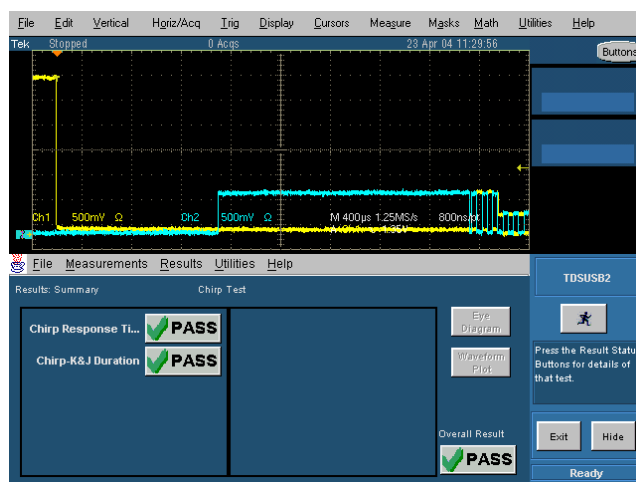 File Edit Vertical Horiz/Acq Trig Display Cursors Measure Masks Math Utilities Help
Tek Stopped 0 Acqs 23 Apr 04 11:29:56
Buttons
Ch1 500mV Ω Ch2 500mV Ω M 400µs 1.25MS/s 800ns/pt
File Measurements Results Utilities Help
Results: Summary Chirp Test
TDSUSB2
Chirp Response Ti... PASS
Chirp-K&J Duration PASS
Eye
Diagram
Waveform
Plot
Press the Result Statu
Buttons for details of
that test.
Overall Result
PASS
Exit Hide
Ready